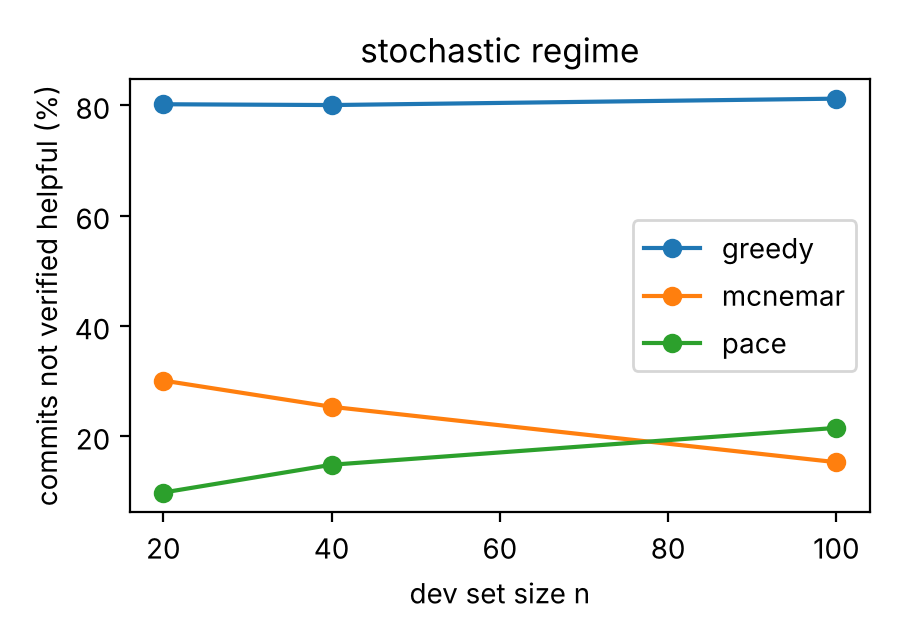 stochastic regime
commits not verified helpful (%)
80
60
40
20
greedy
mcnemar
pace
20 40 60 80 100
dev set size n